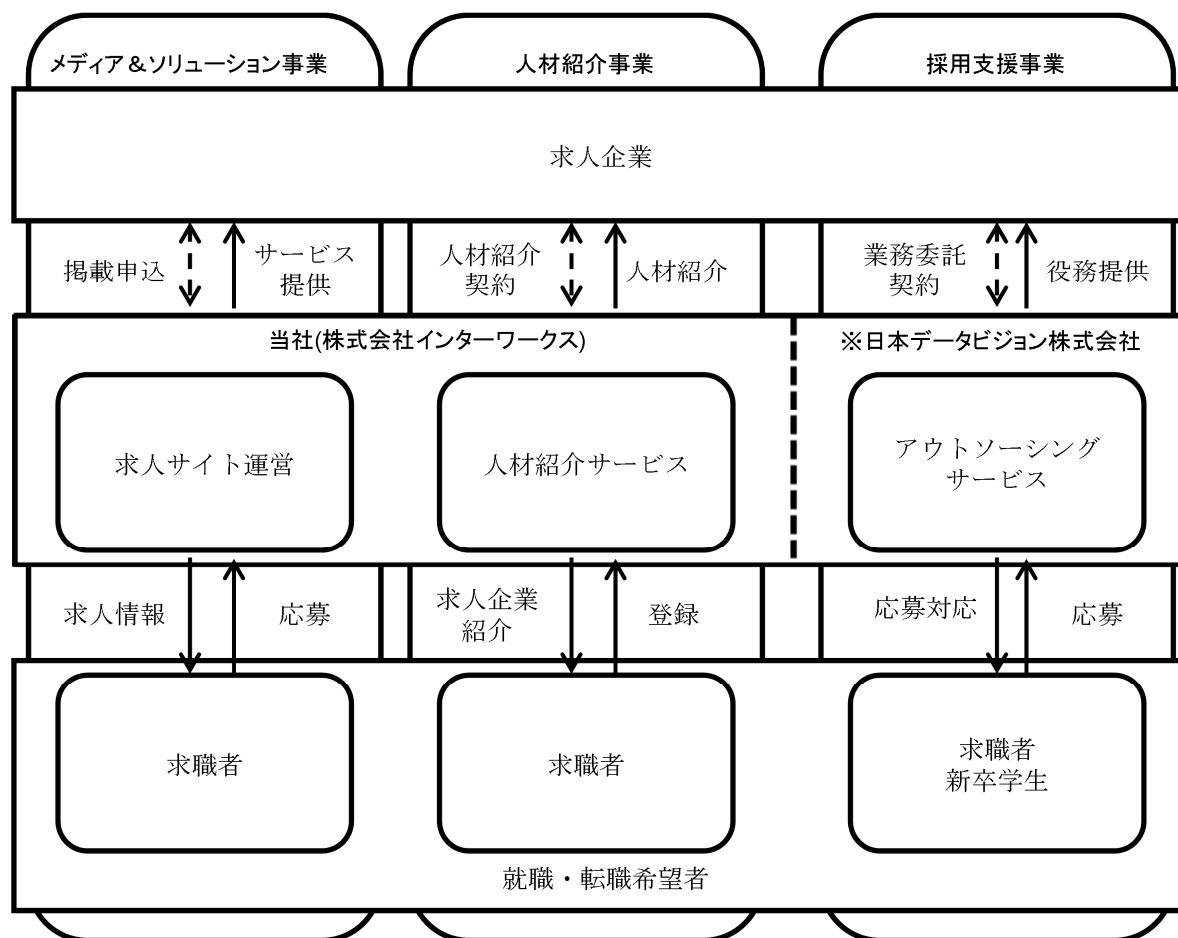 メディア＆ソリューション事業
人材紹介事業
採用支援事業
求人企業
掲載申込
サービス
提供
人材紹介
契約
人材紹介
業務委託
契約
役務提供
当社(株式会社インターワークス)
※日本データビジョン株式会社
求人サイト運営
人材紹介サービス
アウトソーシング
サービス
求人情報
応募
求人企業
紹介
登録
応募対応
応募
求職者
求職者
求職者
新卒学生
就職・転職希望者